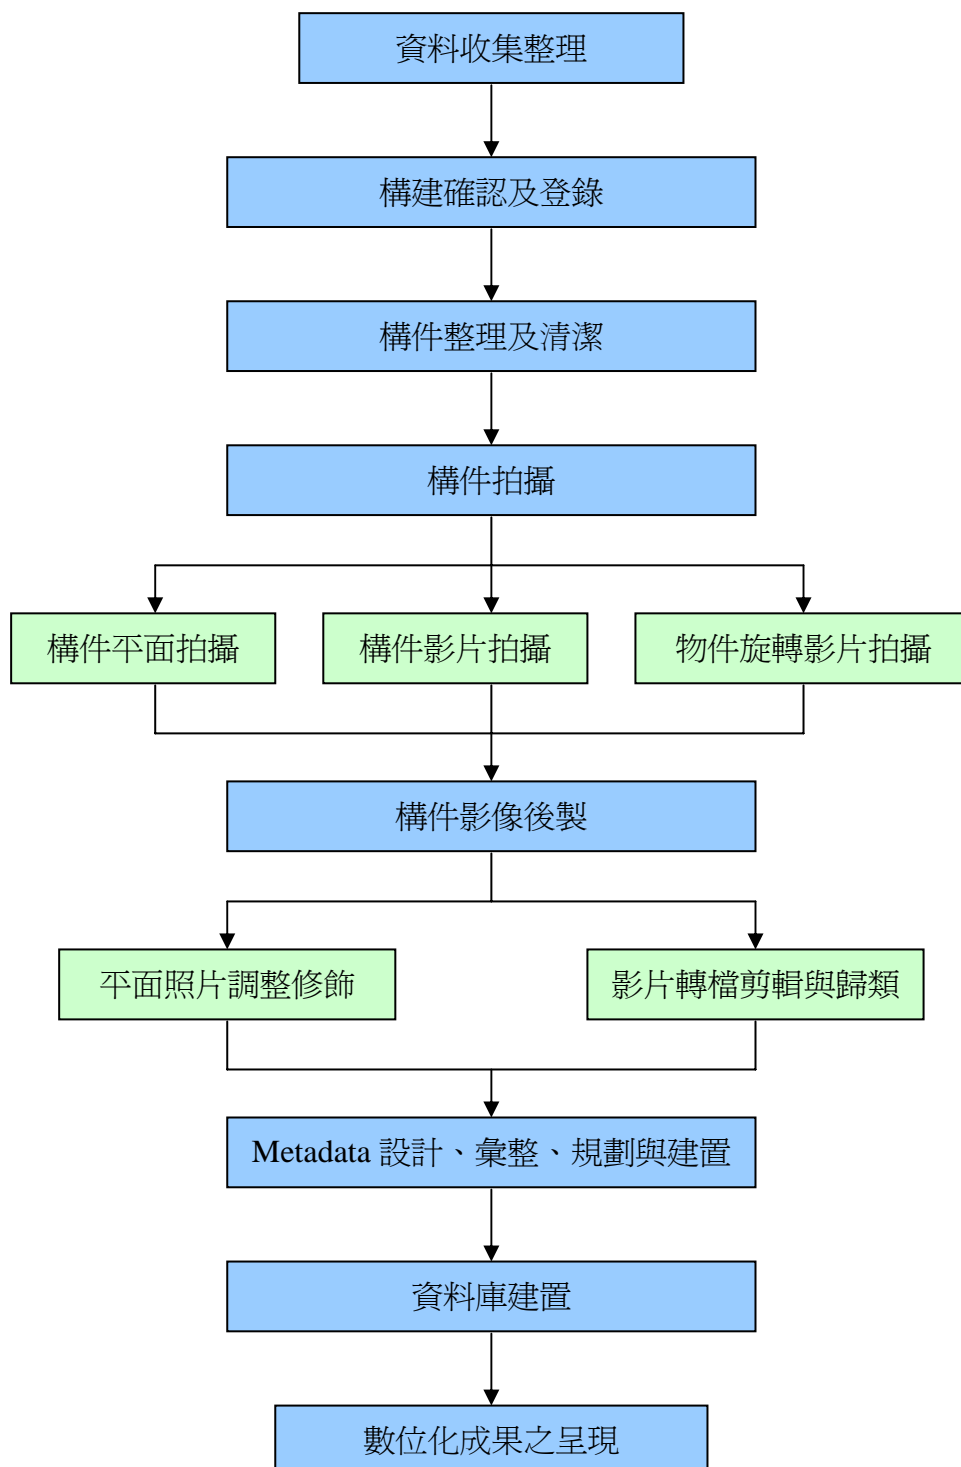 資料收集整理
構建確認及登錄
構件整理及清潔
構件拍攝
構件平面拍攝
構件影片拍攝
物件旋轉影片拍攝
構件影像後製
平面照片調整修飾
影片轉檔剪輯與歸類
Metadata 設計、彙整、規劃與建置
資料庫建置
數位化成果之呈現